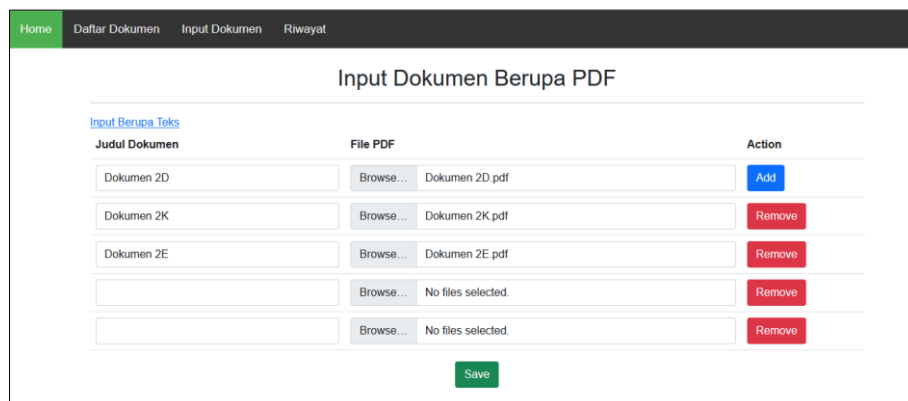 Home Daftar Dokumen Input Dokumen Riwayat
Input Dokumen Berupa PDF
Input Berupa Teks
Judul Dokumen File PDF Action
Dokumen 2D Browse... Dokumen 2D.pdf Add
Dokumen 2K Browse... Dokumen 2K.pdf Remove
Dokumen 2E Browse... Dokumen 2E.pdf Remove
Browse... No files selected. Remove
Browse... No files selected. Remove
Save